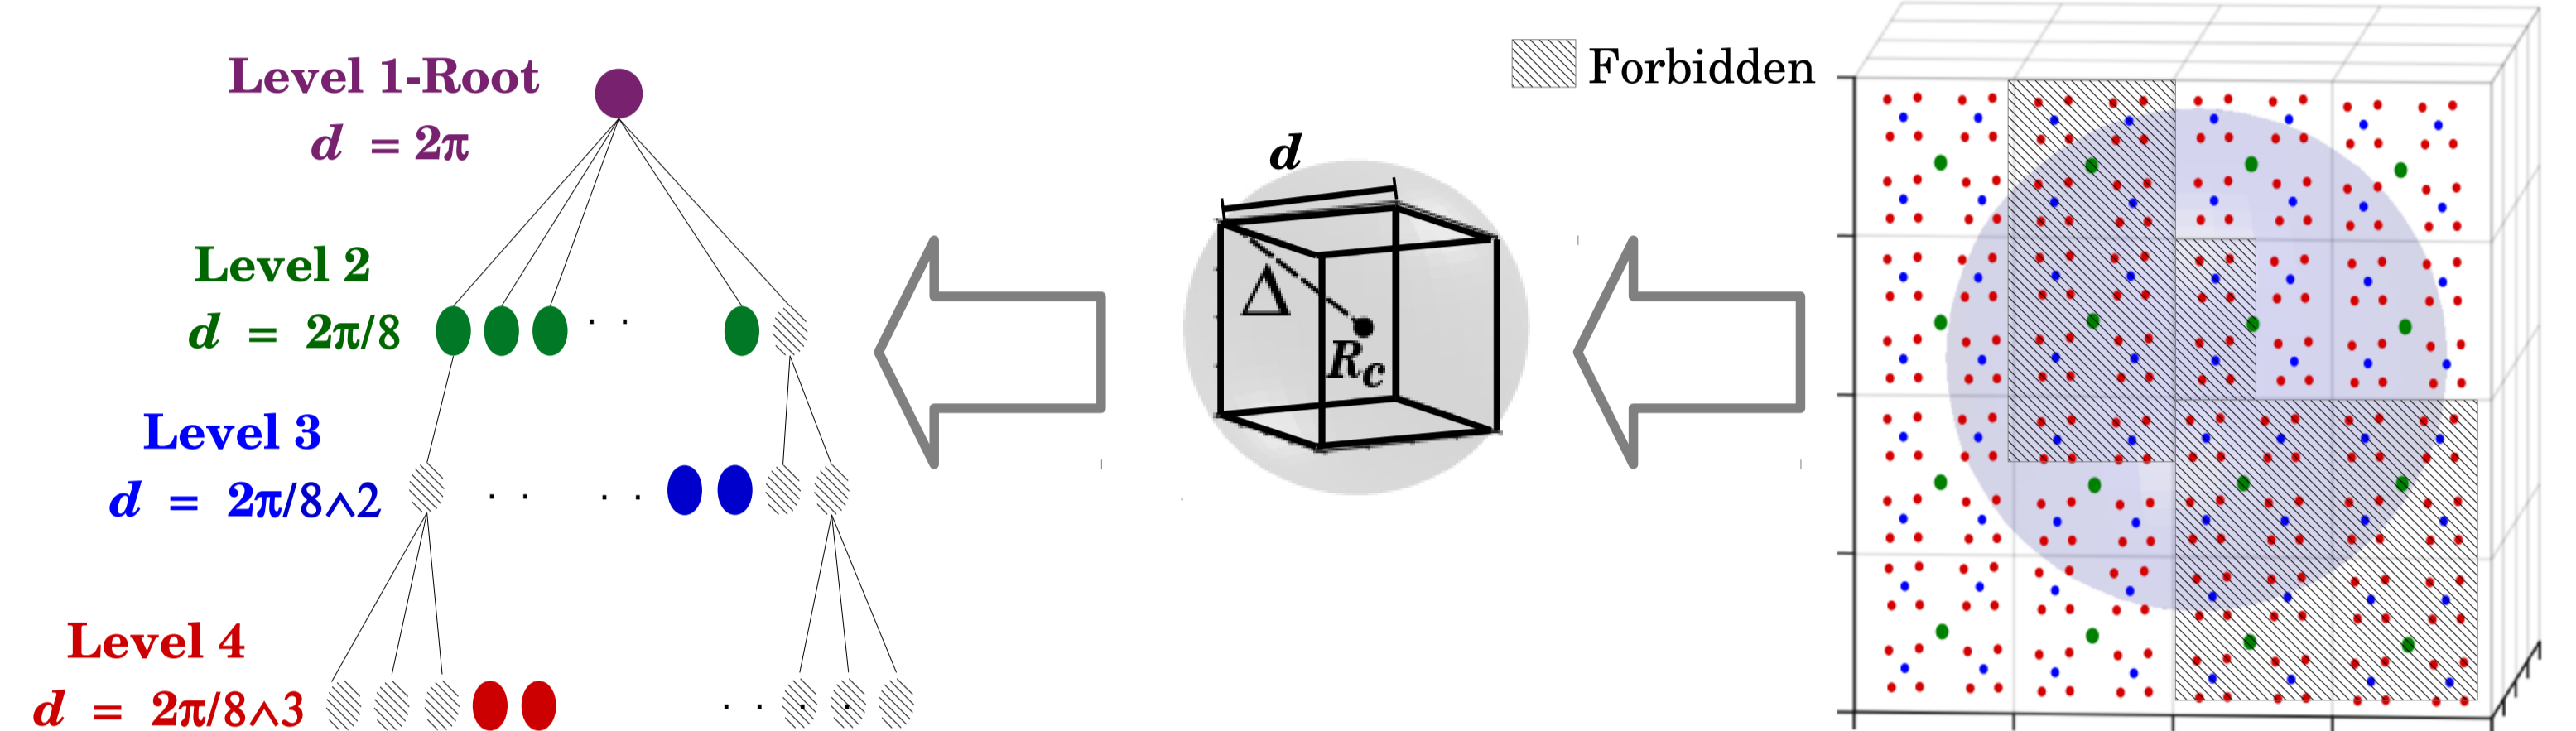 Level 1-Root
d = 2π
Level 2
d = 2π/8
Level 3
d = 2π/8^2
Level 4
d = 2π/8^3
d
Δ
Rc
Forbidden